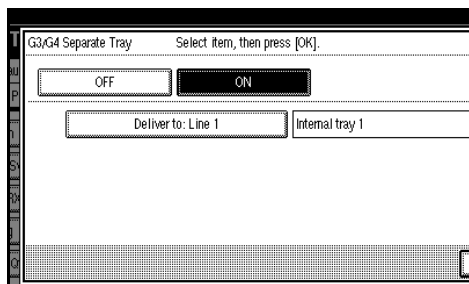 G3/G4 Separate Tray Select item, then press [OK].
OFF ON
Deliver to: Line 1 Internal tray 1